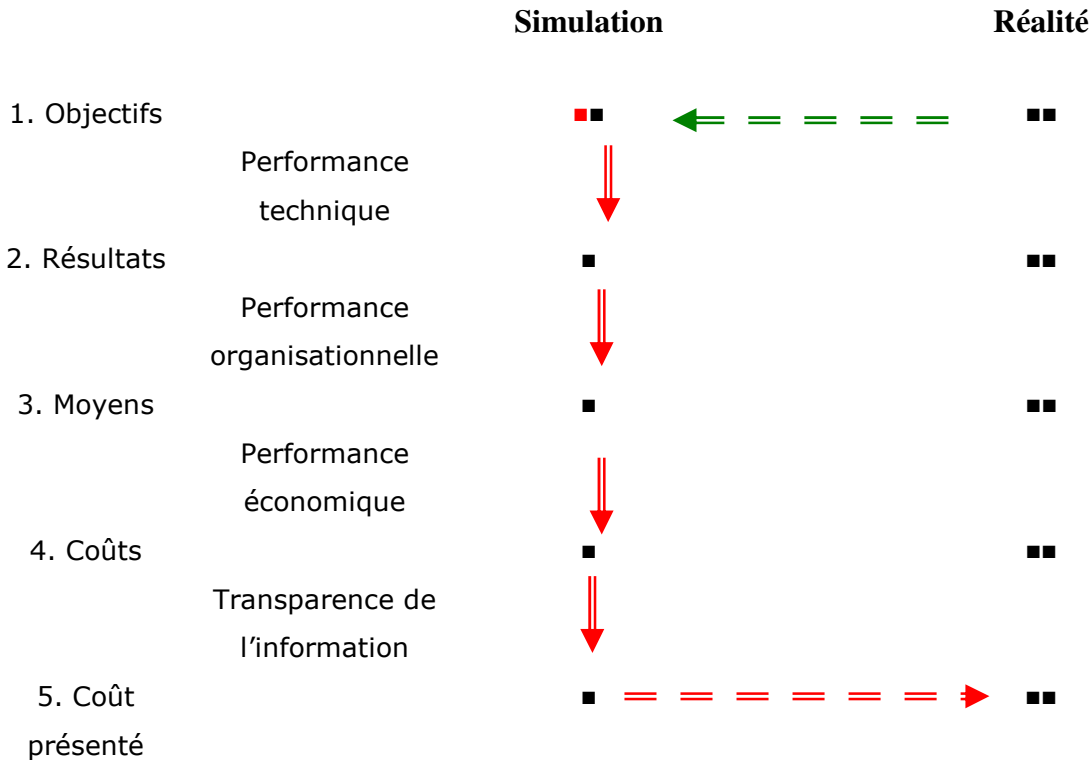 Simulation Réalité
1. Objectifs
Performance
technique
2. Résultats
Performance
organisationnelle
3. Moyens
Performance
économique
4. Coûts
Transparence de
l’information
5. Coût
présenté